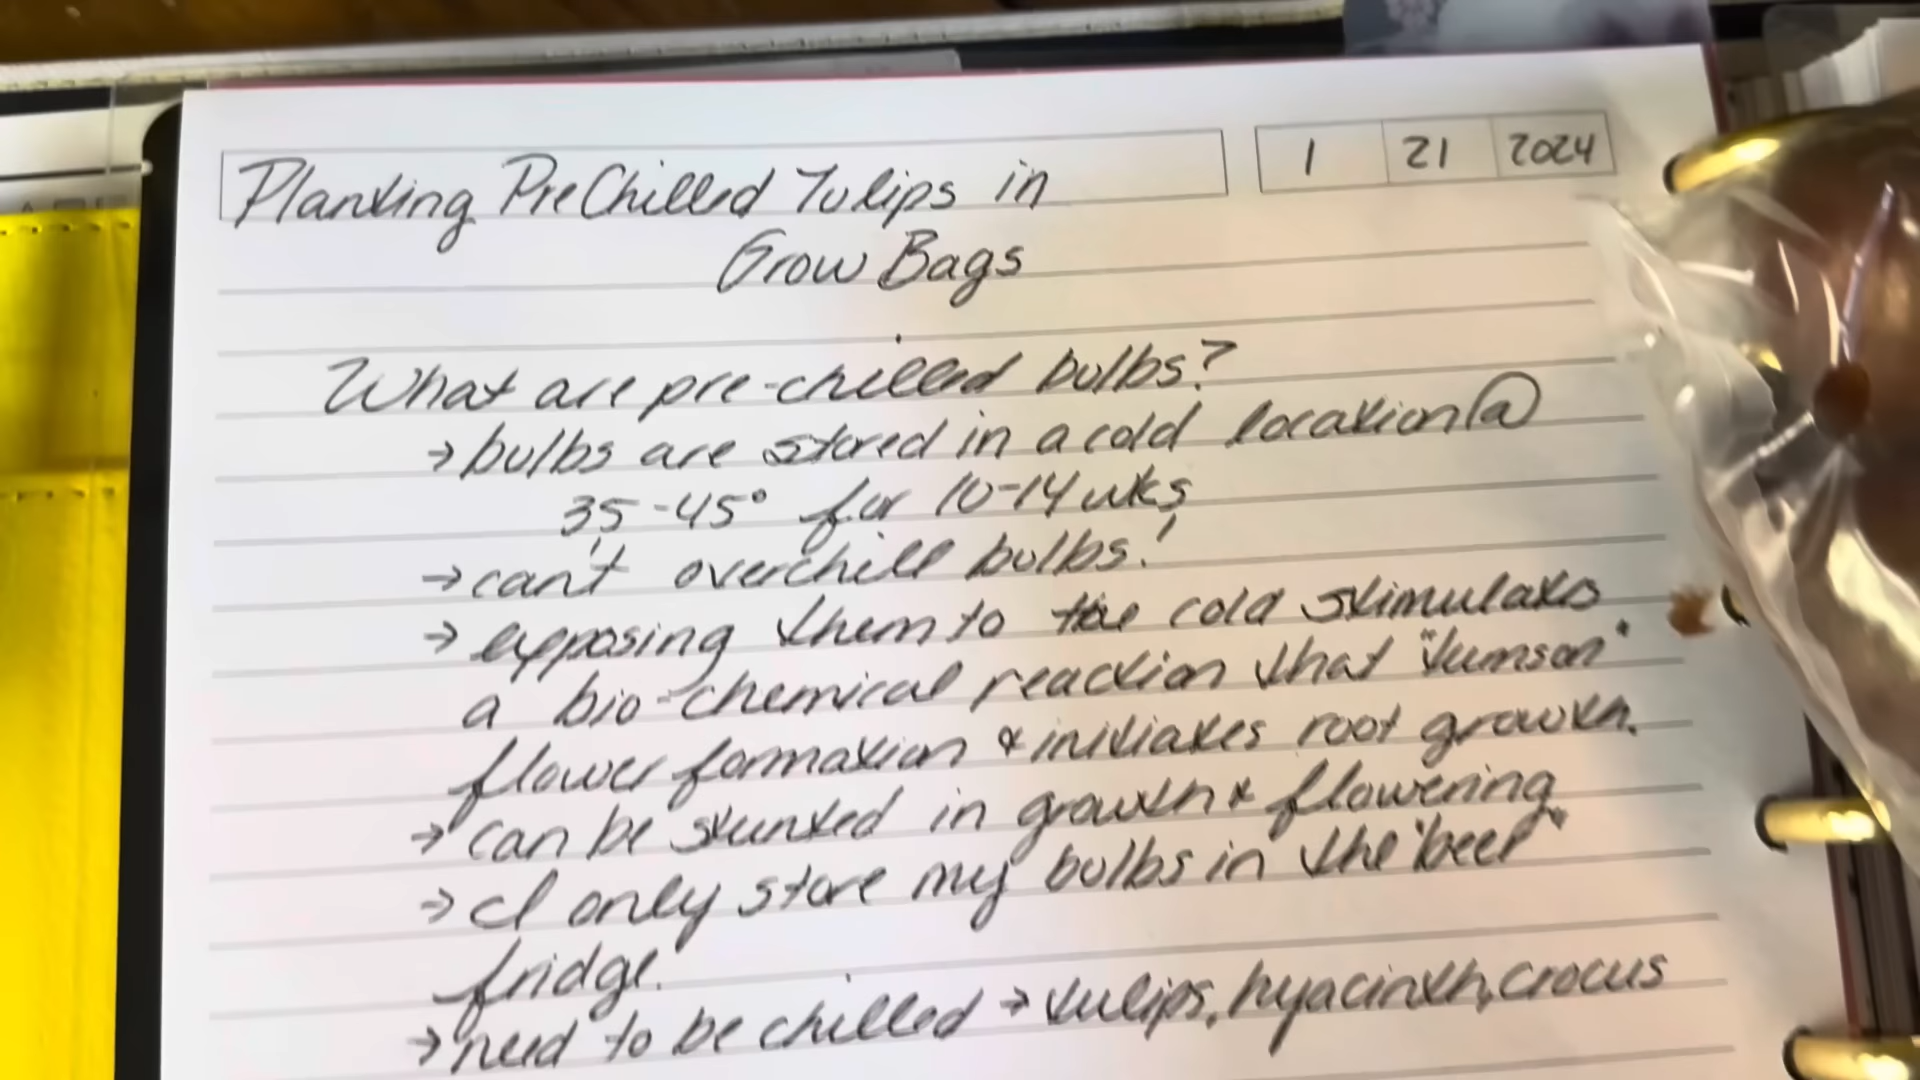 Planting PreChilled Tulips in
1 21 2024
Grow Bags
What are pre-chilled bulbs?
→ bulbs are stored in a cold location @
35-45° for 10-14 wks
→ can't overchill bulbs!
→ exposing them to the cold stimulates
a bio-chemical reaction that "turnson"
flower formation & initiates root growth.
→ can be stunted in growth & flowering
→ I only store my bulbs in the "beer"
fridge.
→ need to be chilled → tulips, hyacinth, crocus